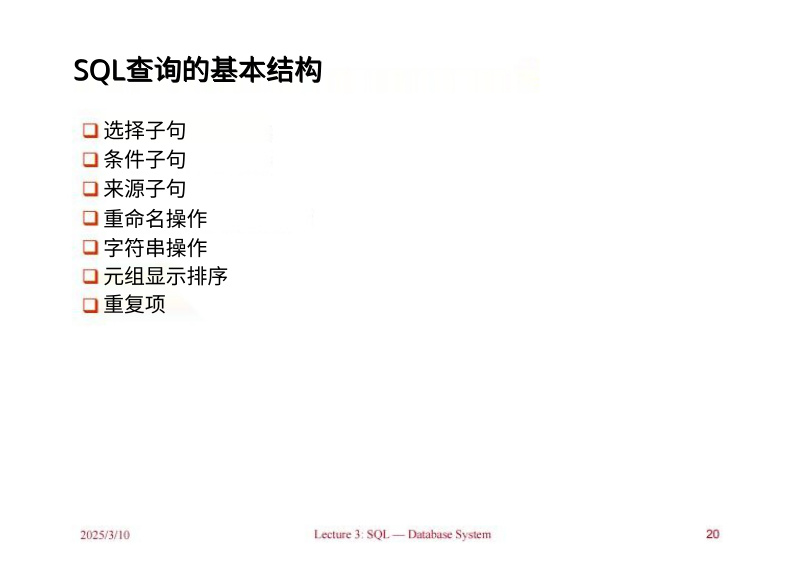 SQL查询的基本结构
选择子句
条件子句
来源子句
重命名操作
字符串操作
元组显示排序
重复项
2025/3/10
Lecture 3: SQL — Database System
20